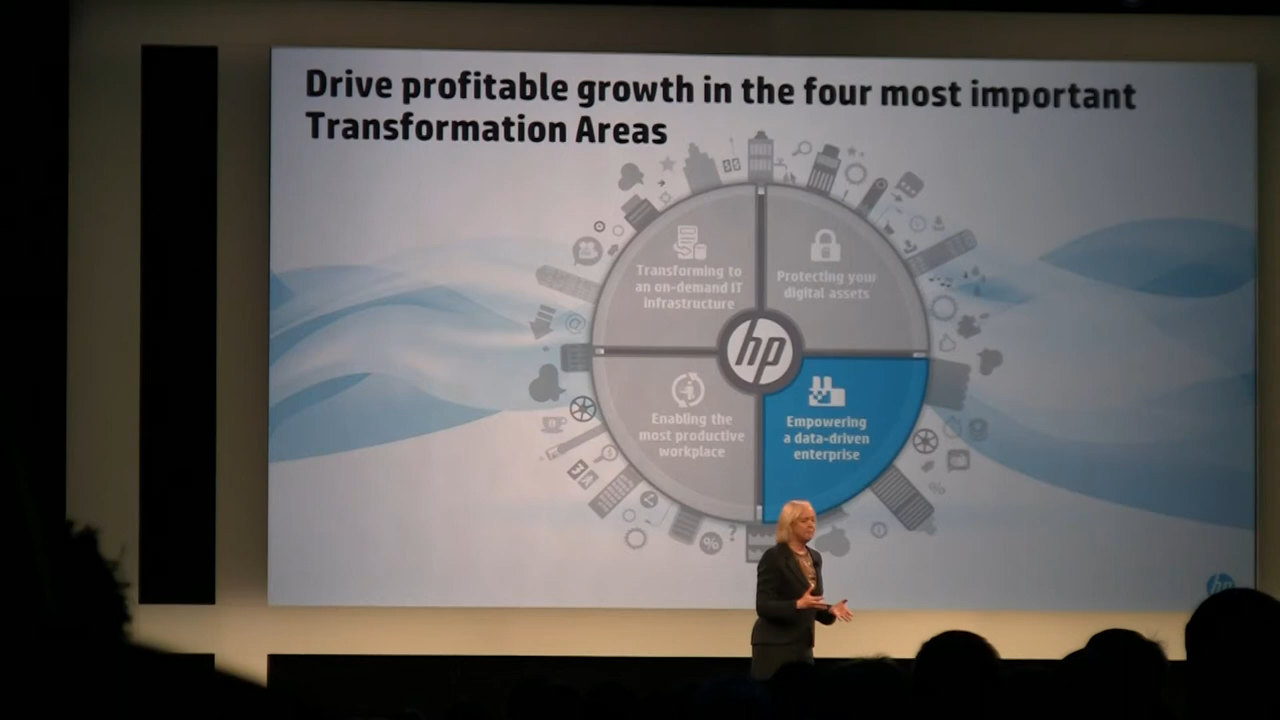 Drive profitable growth in the four most important
Transformation Areas
Transforming to
an on-demand IT
infrastructure
Protecting your
digital assets
hp
Enabling the
most productive
workplace
Empowering
a data-driven
enterprise
hp